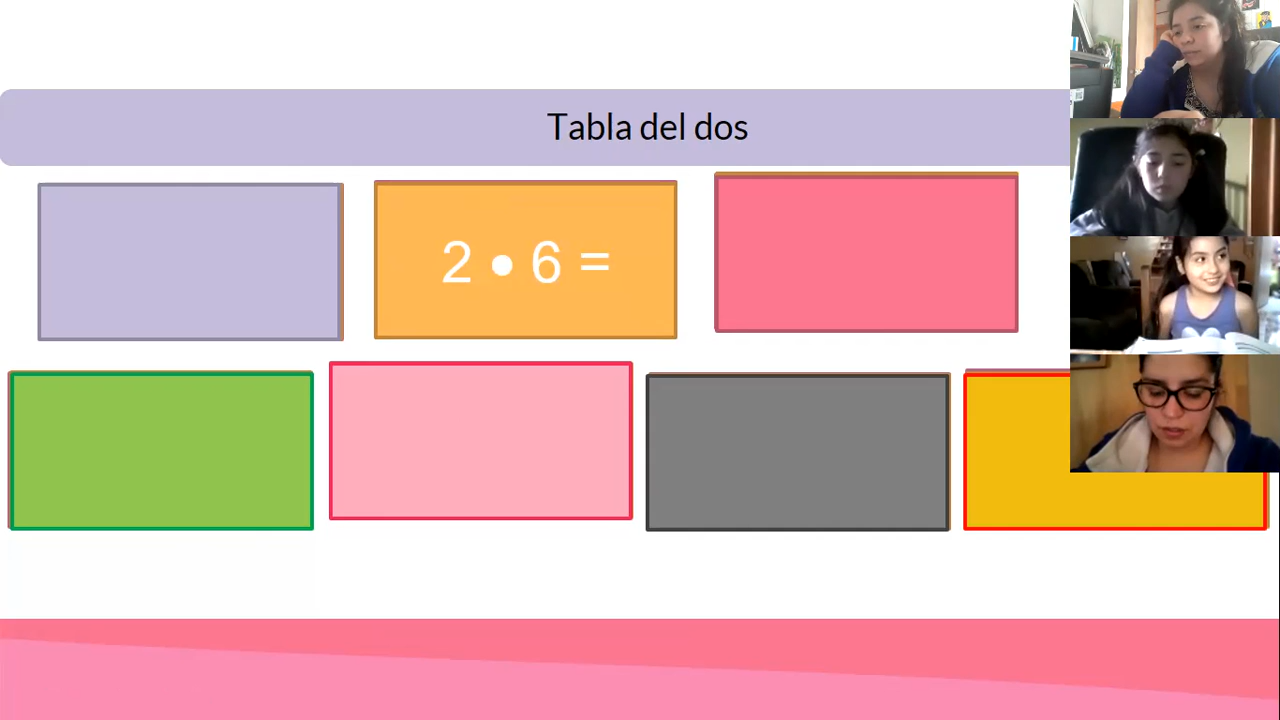 Tabla del dos
2 • 6 =